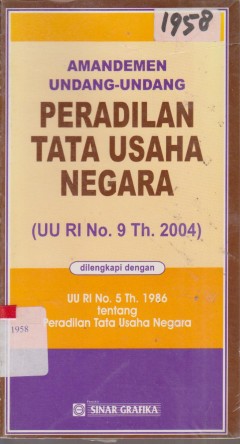 1958
AMANDEMEN
UNDANG-UNDANG
PERADILAN
TATA USAHA
NEGARA
(UU RI No. 9 Th. 2004)
dilengkapi dengan
UU RI No. 5 Th. 1986
tentang
Peradilan Tata Usaha Negara
1958
SINAR GRAFIKA